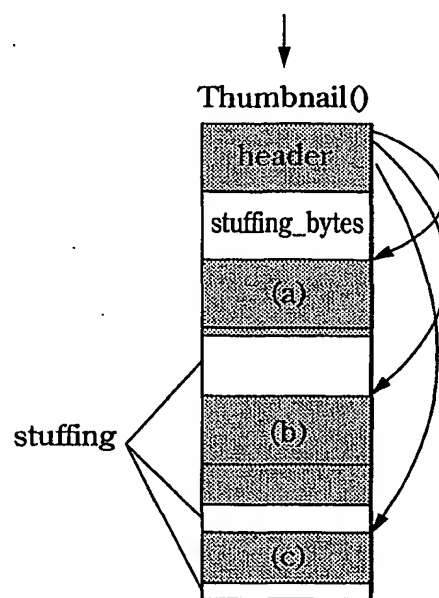 Thumbnail()
header
stuffing_bytes
(a)
(b)
stuffing
(c)